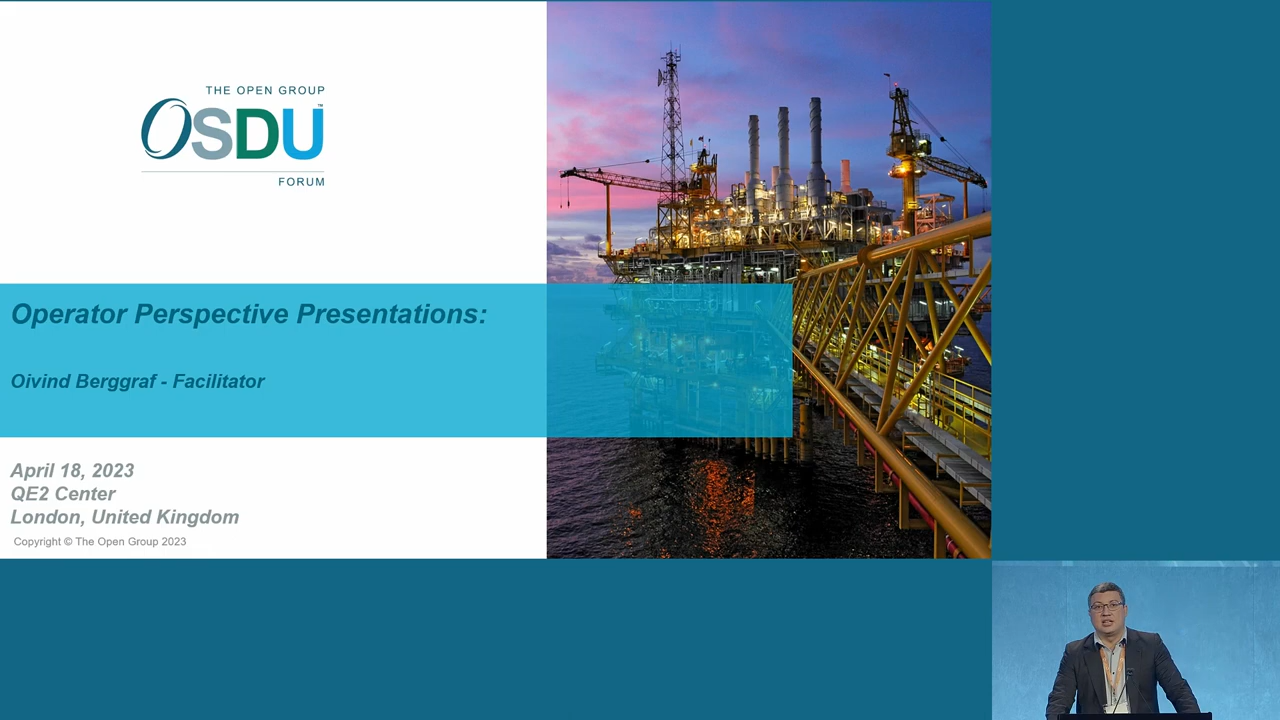 THE OPEN GROUP
OSDU™
FORUM
Operator Perspective Presentations:
Oivind Berggraf - Facilitator
April 18, 2023
QE2 Center
London, United Kingdom
Copyright © The Open Group 2023